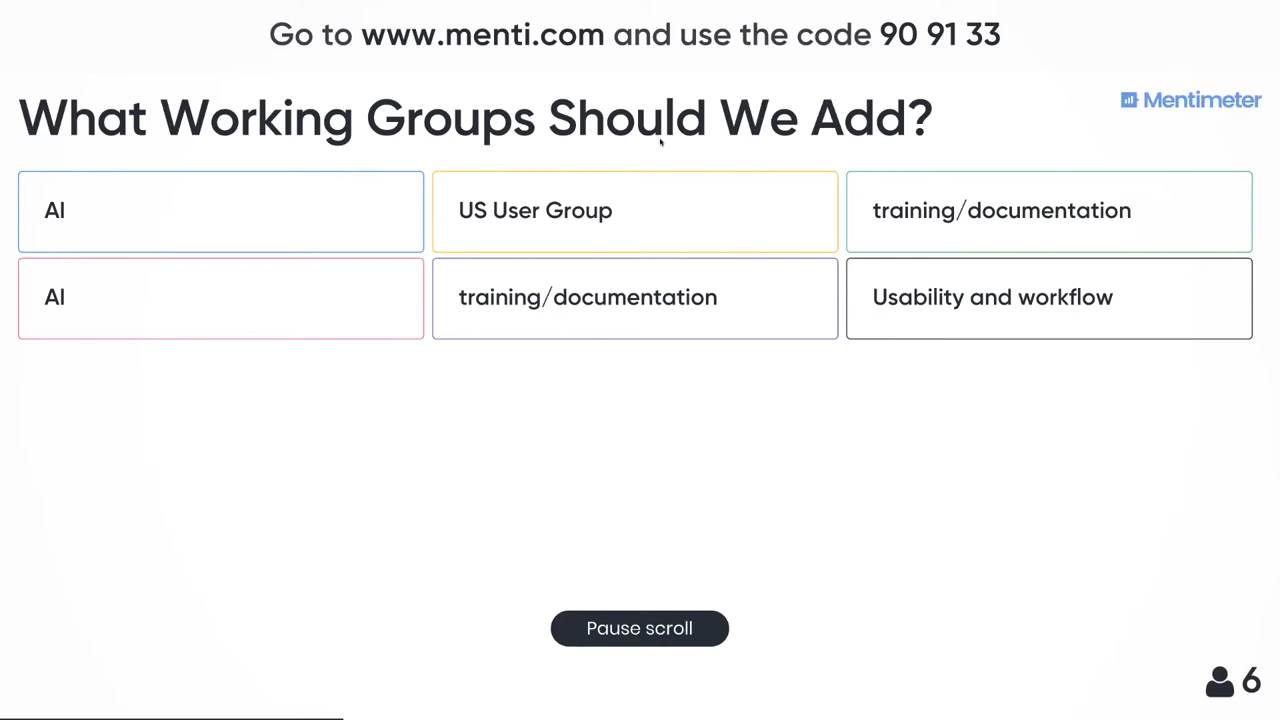 Go to www.menti.com and use the code 90 91 33
What Working Groups Should We Add?
Mentimeter
AI
US User Group
training/documentation
AI
training/documentation
Usability and workflow
Pause scroll
6